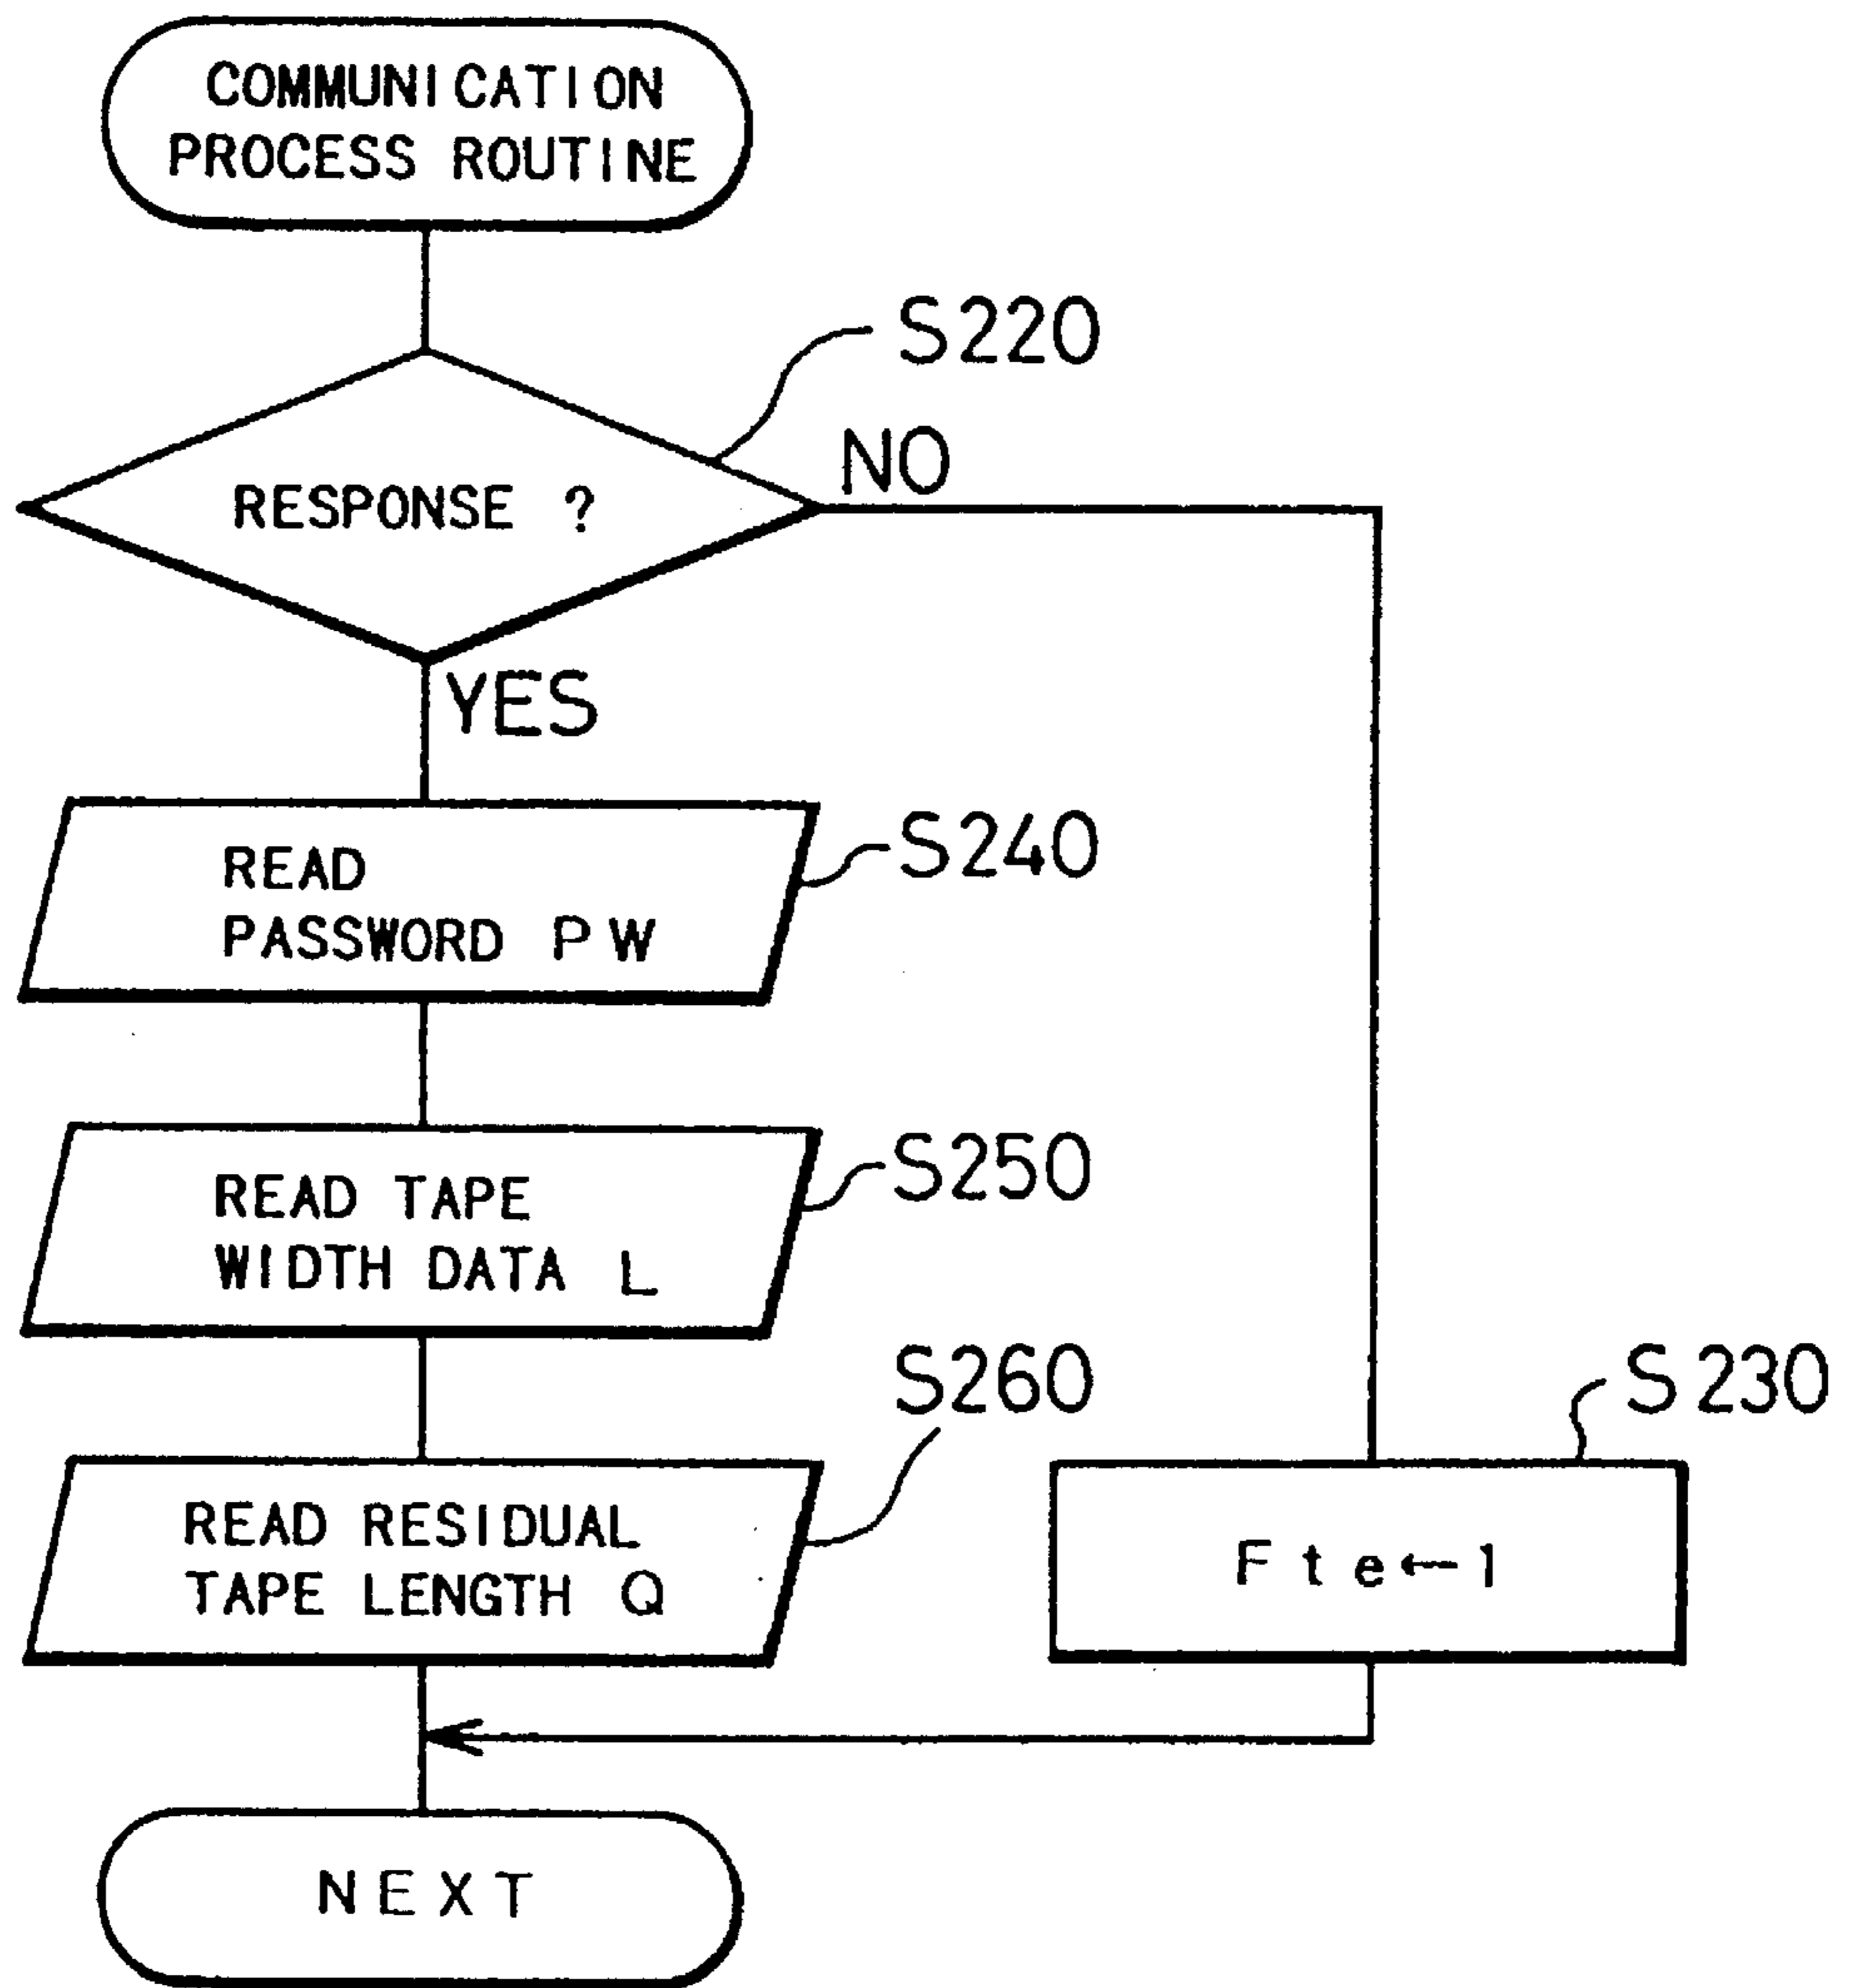 COMMUNICATION
PROCESS ROUTINE
S220
NO
RESPONSE ?
YES
READ
PASSWORD PW
S240
READ TAPE
WIDTH DATA L
S250
S260
READ RESIDUAL
TAPE LENGTH Q
S230
Fte←1
NEXT